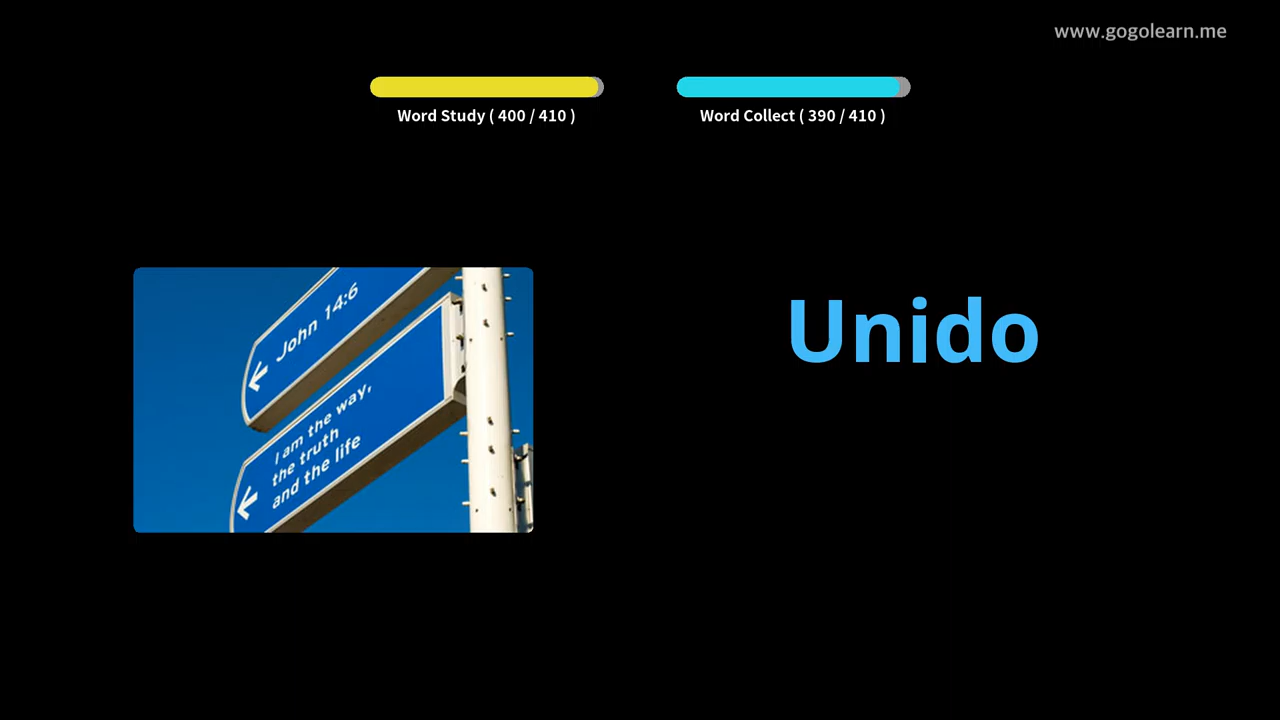 www.gogolearn.me
Word Study ( 400 / 410 )
Word Collect ( 390 / 410 )
John 14:6
I am the way,
the truth
and the life
Unido